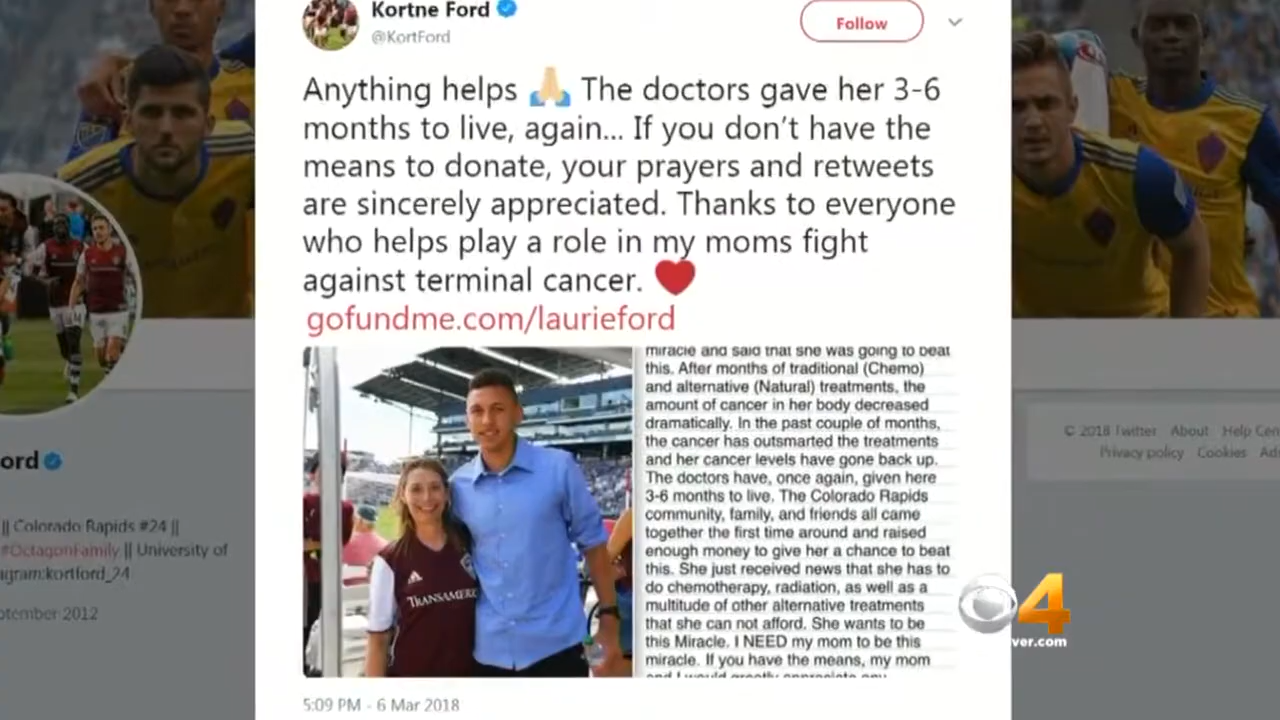 Kortne Ford
@KortFord
Follow
Anything helps 🙏 The doctors gave her 3-6
months to live, again... If you don't have the
means to donate, your prayers and retweets
are sincerely appreciated. Thanks to everyone
who helps play a role in my moms fight
against terminal cancer. ❤️
gofundme.com/laurieford
miracle and said that she was going to beat
this. After months of traditional (Chemo)
and alternative (Natural) treatments, the
amount of cancer in her body decreased
dramatically. In the past couple of months,
the cancer has outsmarted the treatments
and her cancer levels have gone back up.
The doctors have, once again, given here
3-6 months to live. The Colorado Rapids
community, family, and friends all came
together the first time around and raised
enough money to give her a chance to beat
this. She just received news that she has to
do chemotherapy, radiation, as well as a
multitude of other alternative treatments
that she can not afford. She wants to be
this Miracle. I NEED my mom to be this
miracle. If you have the means, my mom
and I would greatly appreciate any
TRANSAMERI
5:09 PM - 6 Mar 2018
ord
|| Colorado Rapids #24 ||
#OctagonFamily || University of
agram:kortford_24
ptember 2012
© 2018 Twitter About Help Cen
Privacy policy Cookies Ads
4
ver.com